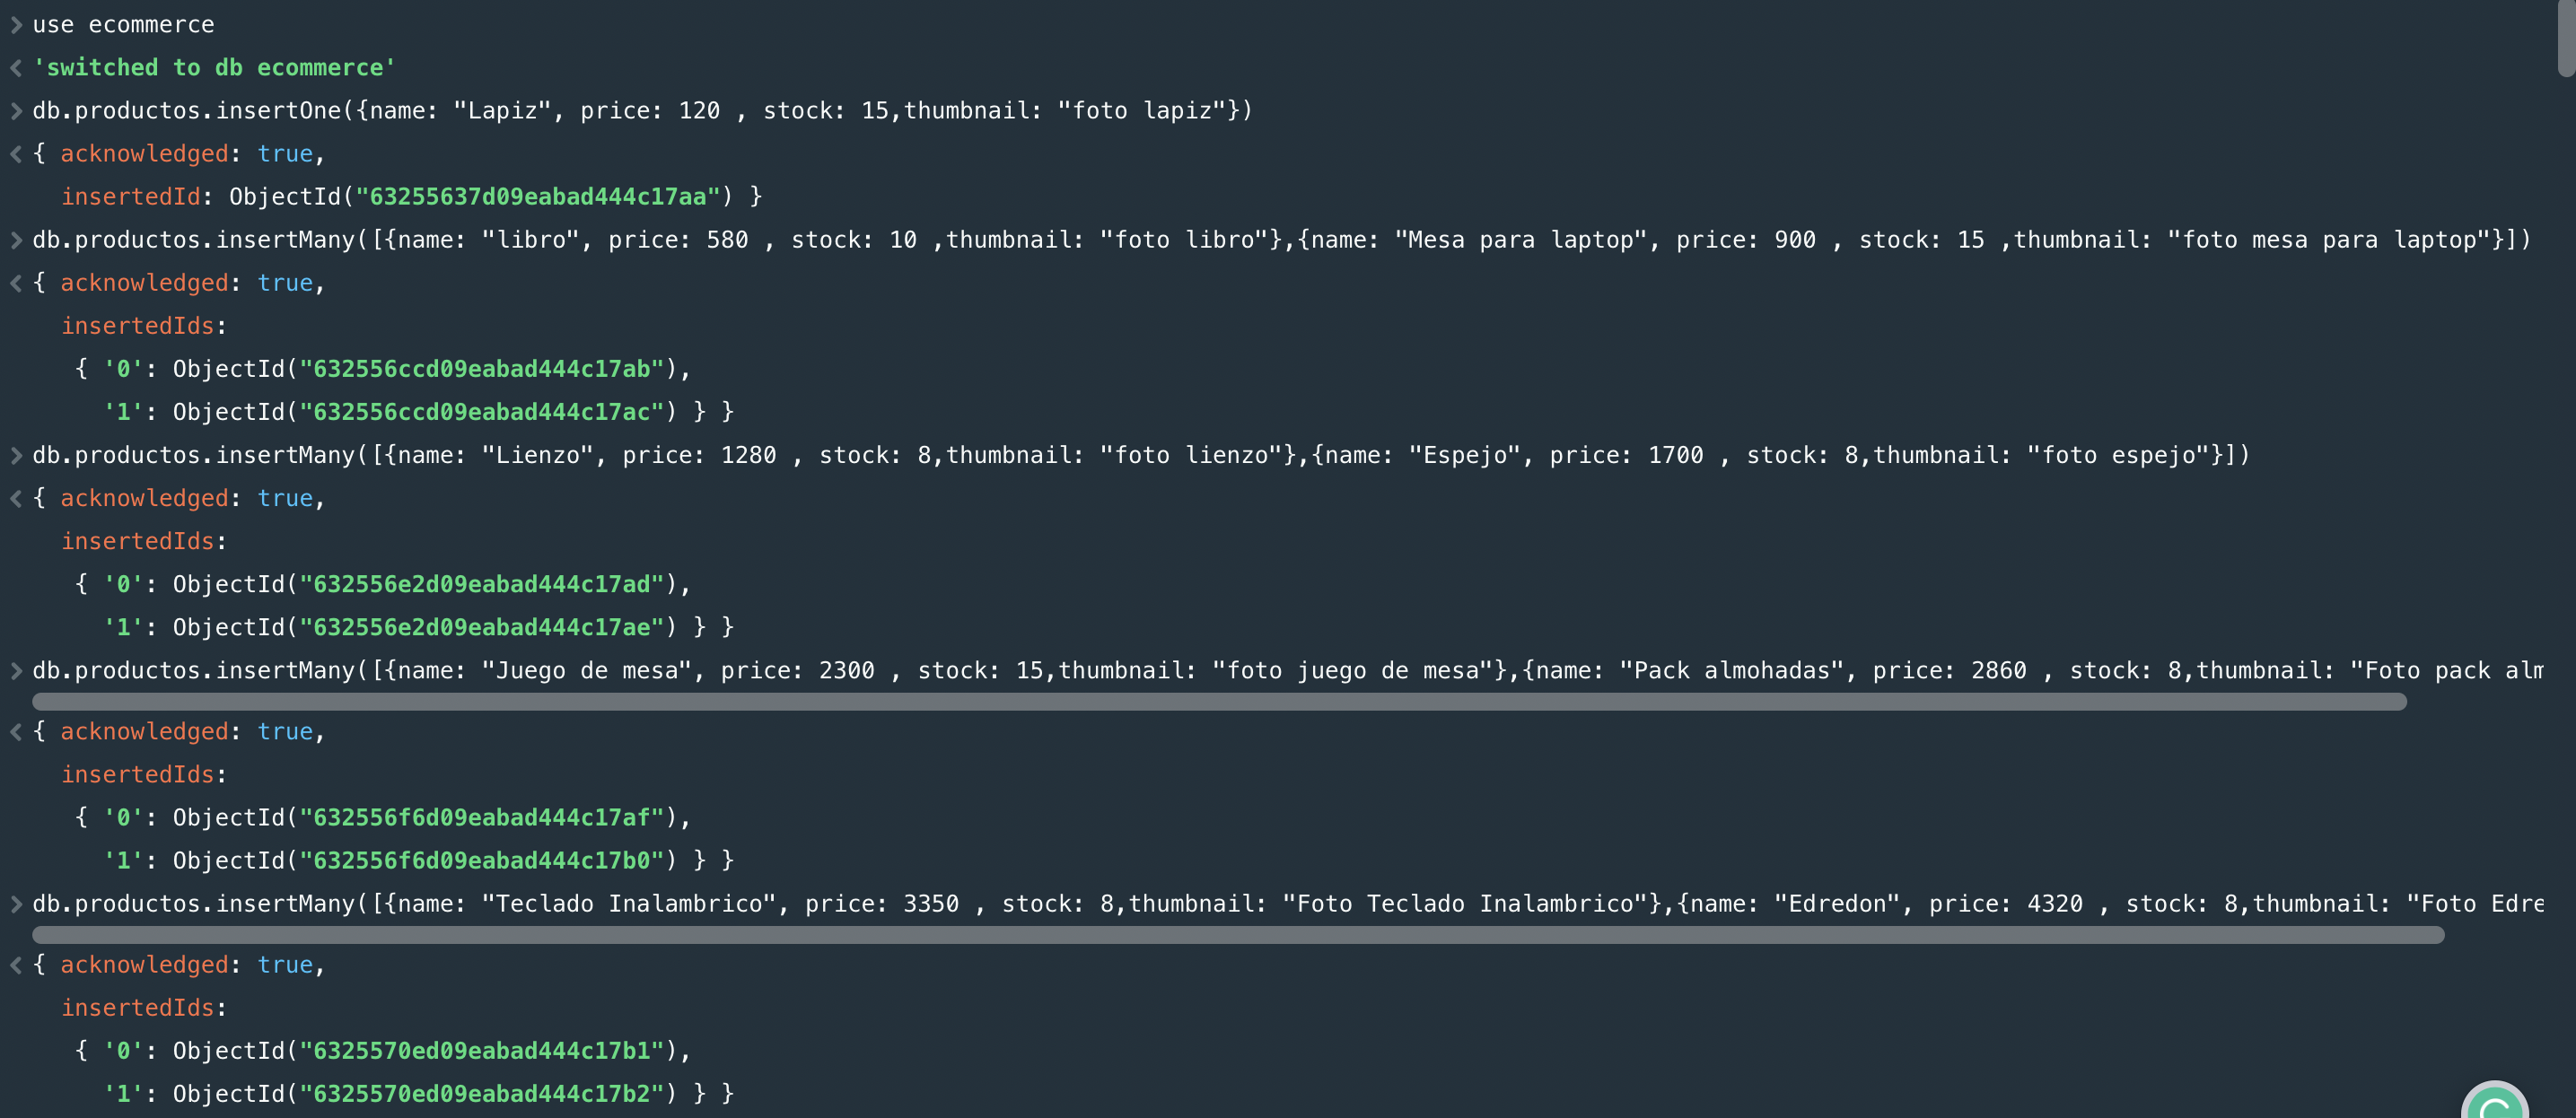 use ecommerce
'switched to db ecommerce'
db.productos.insertOne({name: "Lapiz", price: 120 , stock: 15,thumbnail: "foto lapiz"})
{ acknowledged: true,
insertedId: ObjectId("63255637d09eabad444c17aa") }
db.productos.insertMany([{name: "libro", price: 580 , stock: 10 ,thumbnail: "foto libro"},{name: "Mesa para laptop", price: 900 , stock: 15 ,thumbnail: "foto mesa para laptop"}])
{ acknowledged: true,
insertedIds:
{ '0': ObjectId("632556ccd09eabad444c17ab"),
'1': ObjectId("632556ccd09eabad444c17ac") } }
db.productos.insertMany([{name: "Lienzo", price: 1280 , stock: 8,thumbnail: "foto lienzo"},{name: "Espejo", price: 1700 , stock: 8,thumbnail: "foto espejo"}])
{ acknowledged: true,
insertedIds:
{ '0': ObjectId("632556e2d09eabad444c17ad"),
'1': ObjectId("632556e2d09eabad444c17ae") } }
db.productos.insertMany([{name: "Juego de mesa", price: 2300 , stock: 15,thumbnail: "foto juego de mesa"},{name: "Pack almohadas", price: 2860 , stock: 8,thumbnail: "Foto pack alm
{ acknowledged: true,
insertedIds:
{ '0': ObjectId("632556f6d09eabad444c17af"),
'1': ObjectId("632556f6d09eabad444c17b0") } }
db.productos.insertMany([{name: "Teclado Inalambrico", price: 3350 , stock: 8,thumbnail: "Foto Teclado Inalambrico"},{name: "Edredon", price: 4320 , stock: 8,thumbnail: "Foto Edre
{ acknowledged: true,
insertedIds:
{ '0': ObjectId("6325570ed09eabad444c17b1"),
'1': ObjectId("6325570ed09eabad444c17b2") } }